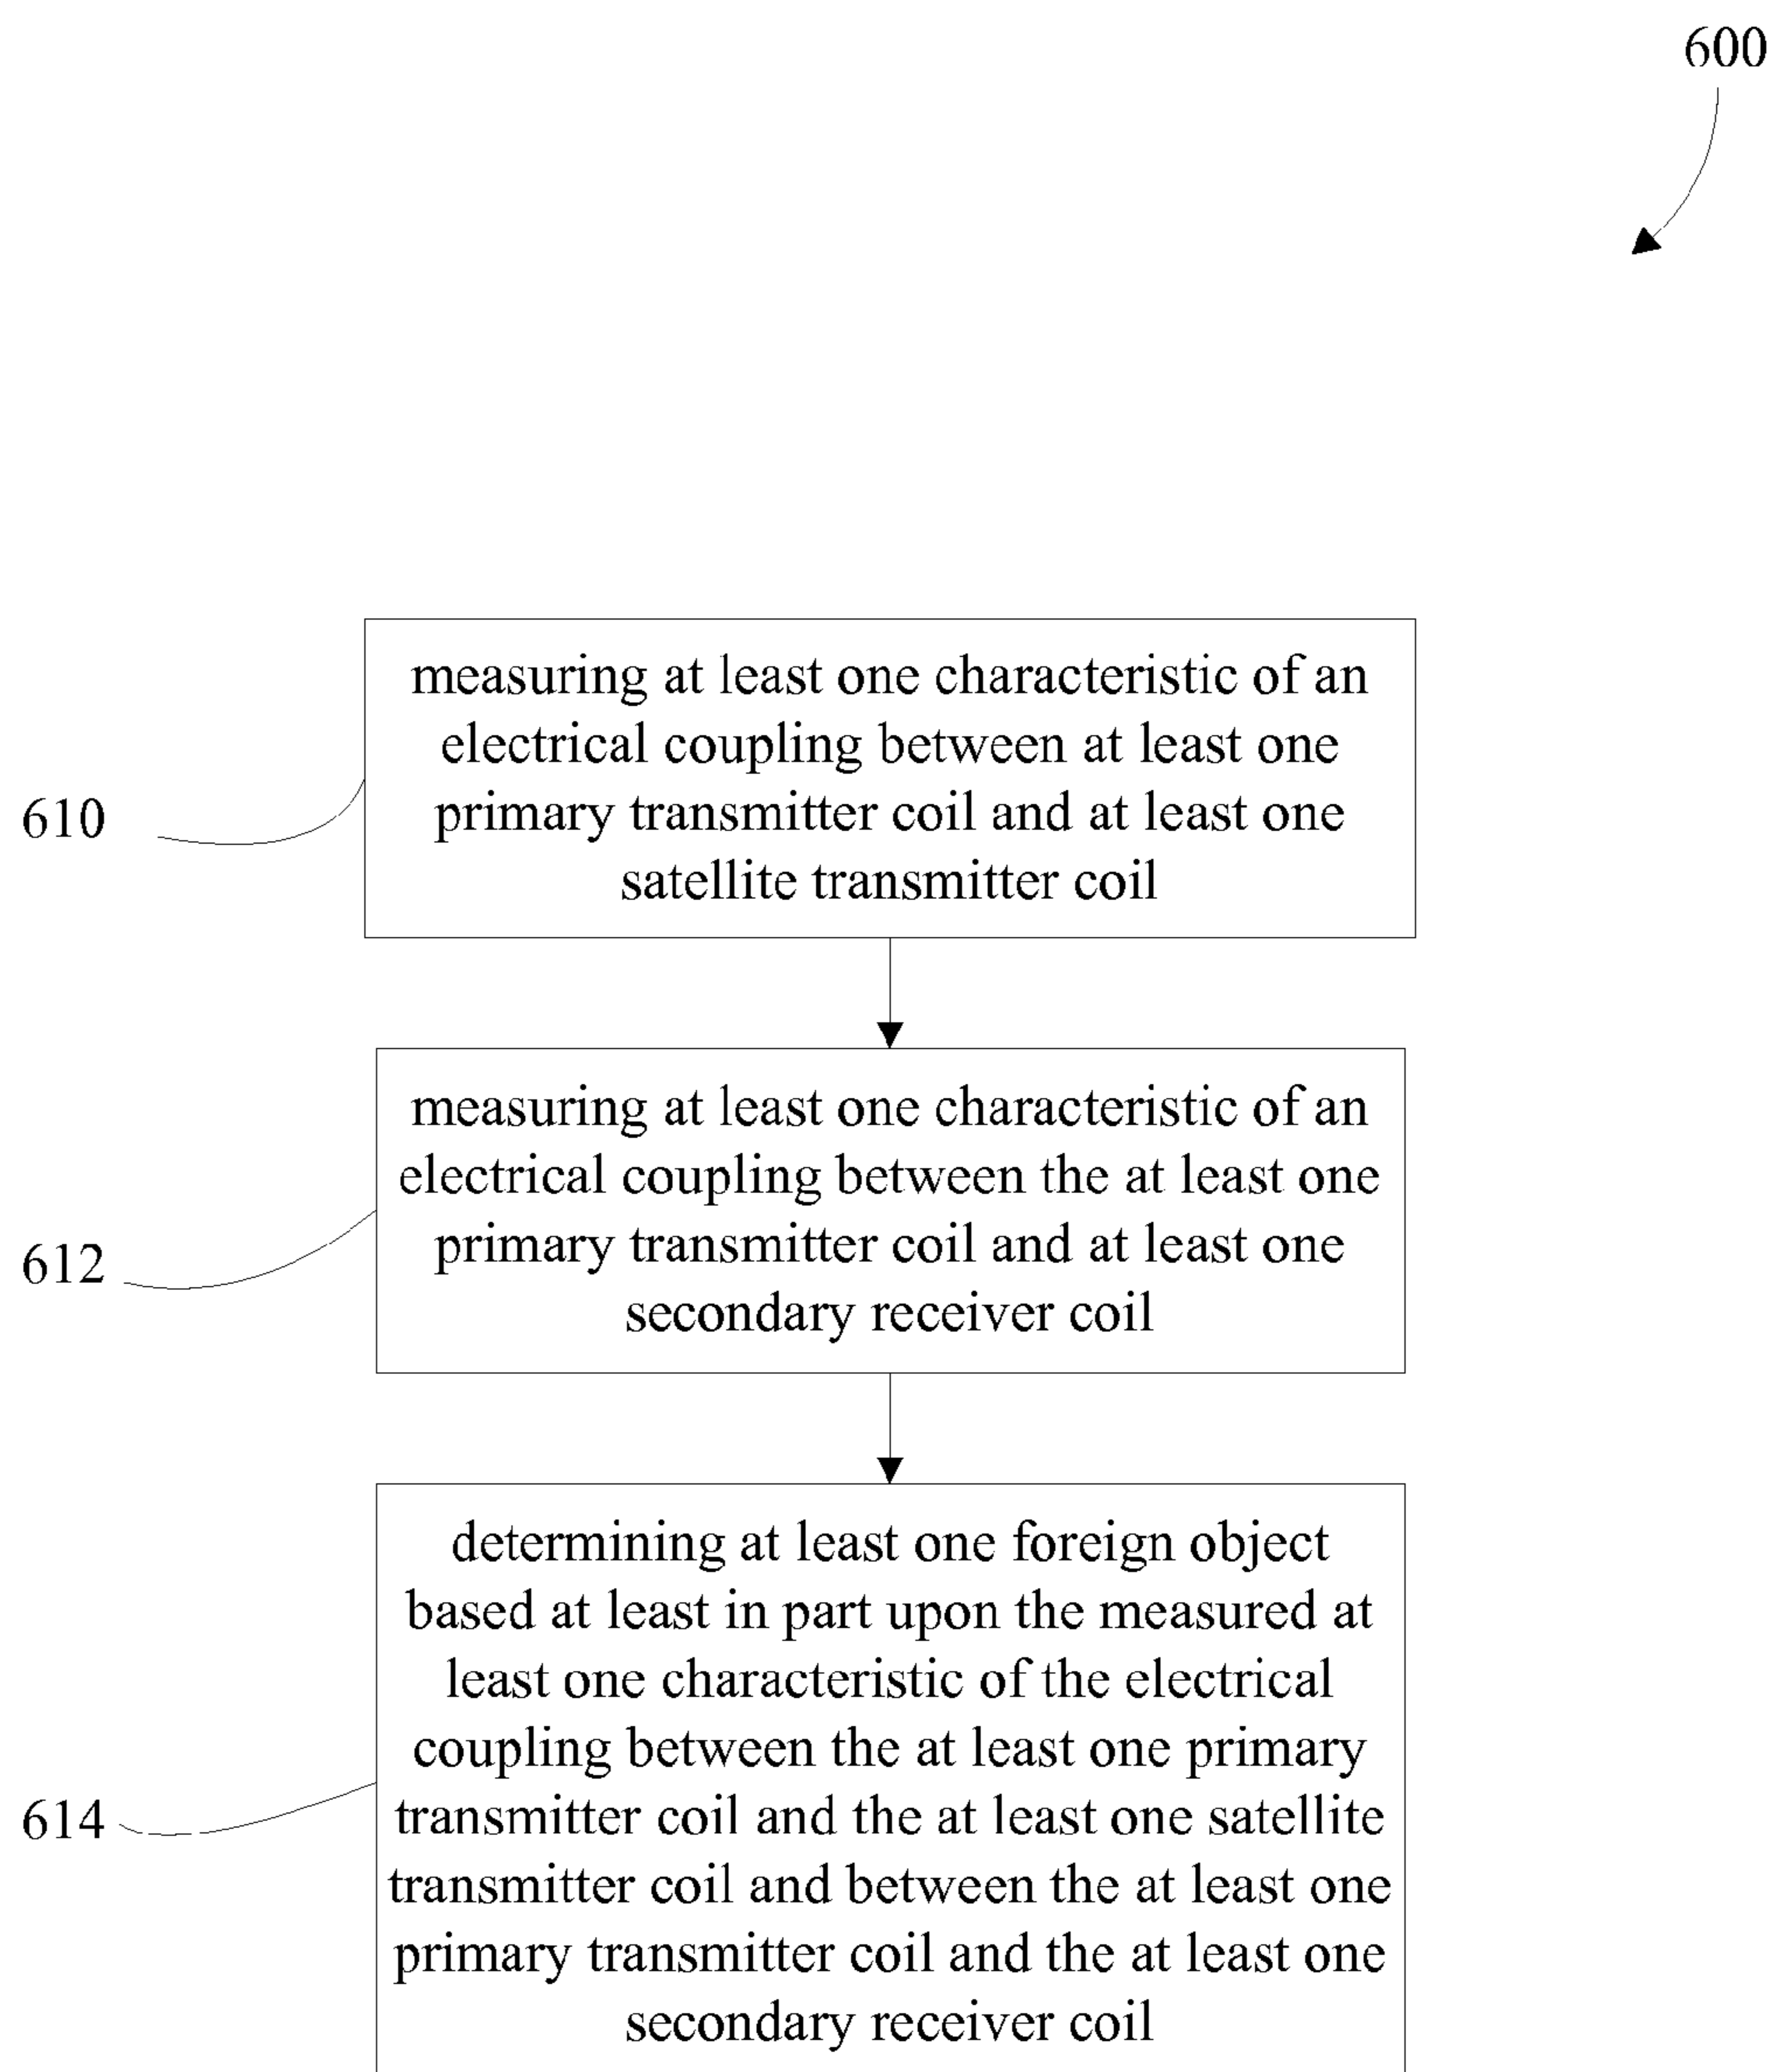 600
measuring at least one characteristic of an
electrical coupling between at least one
primary transmitter coil and at least one
satellite transmitter coil
610
measuring at least one characteristic of an
electrical coupling between the at least one
primary transmitter coil and at least one
secondary receiver coil
612
determining at least one foreign object
based at least in part upon the measured at
least one characteristic of the electrical
coupling between the at least one primary
transmitter coil and the at least one satellite
transmitter coil and between the at least one
primary transmitter coil and the at least one
secondary receiver coil
614